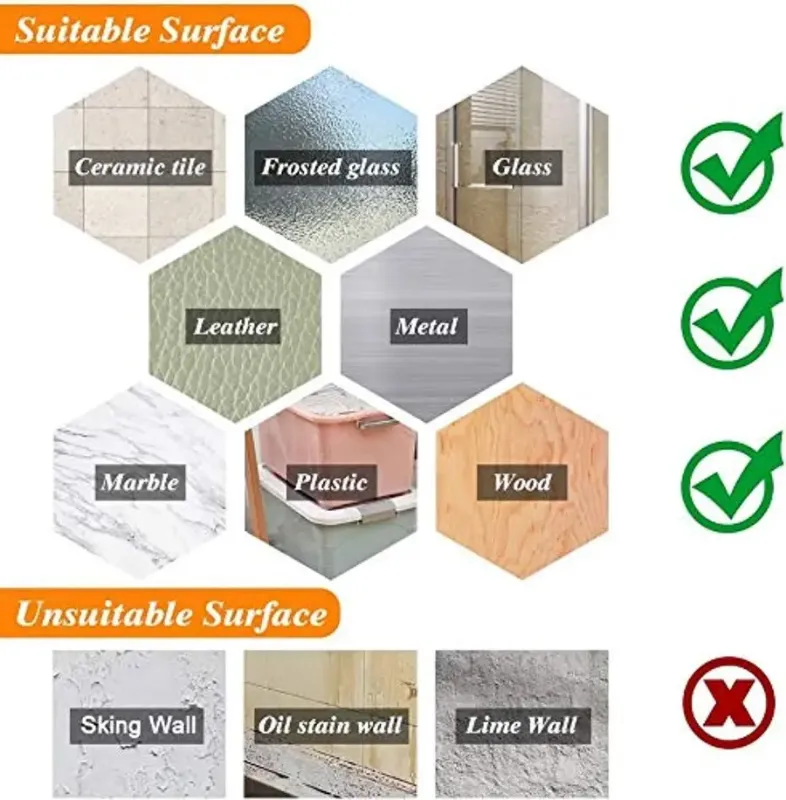 Suitable Surface
Ceramic tile
Frosted glass
Glass
Leather
Metal
Marble
Plastic
Wood
Unsuitable Surface
Sking Wall
Oil stain wall
Lime Wall